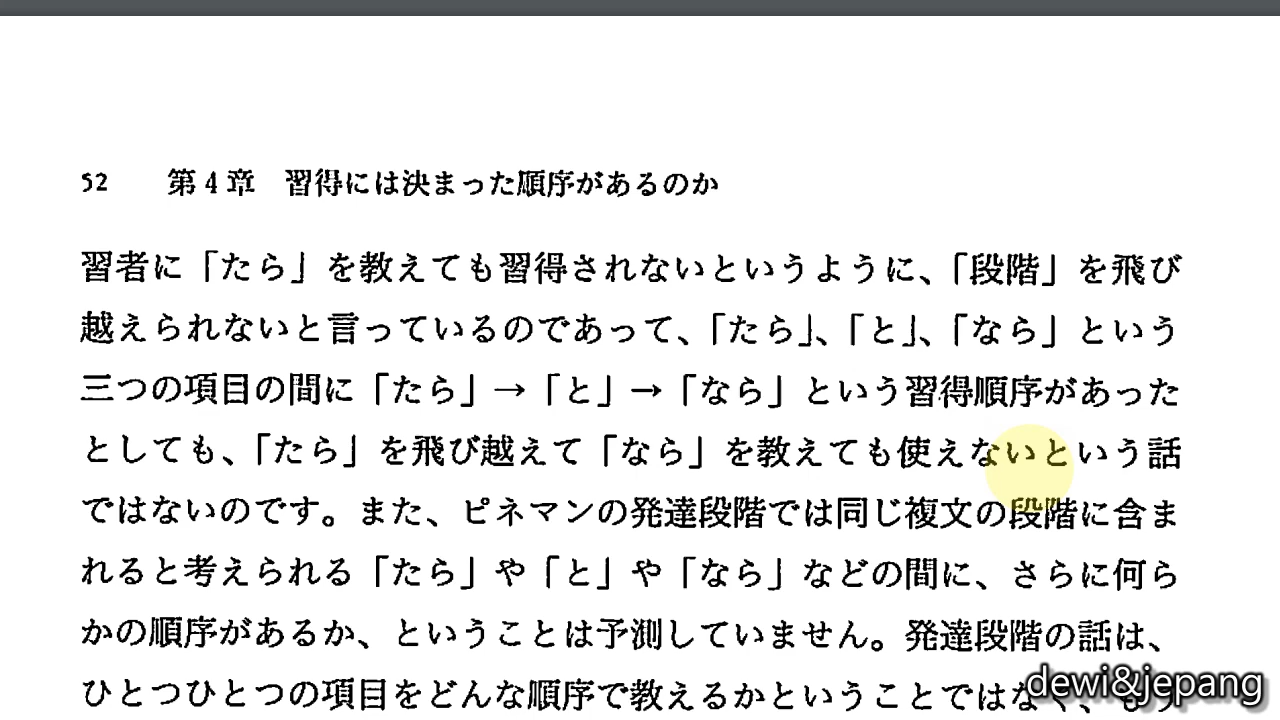 52 第4章 習得には決まった順序があるのか
習者に「たら」を教えても習得されないというように、「段階」を飛び
越えられないと言っているのであって、「たら」、「と」、「なら」という
三つの項目の間に「たら」→「と」→「なら」という習得順序があった
としても、「たら」を飛び越えて「なら」を教えても使えないという話
ではないのです。また、ピネマンの発達段階では同じ複文の段階に含ま
れると考えられる「たら」や「と」や「なら」などの間に、さらに何ら
かの順序があるか、ということは予測していません。発達段階の話は、
ひとつひとつの項目をどんな順序で教えるかということではなく、もう
dewi&jepang